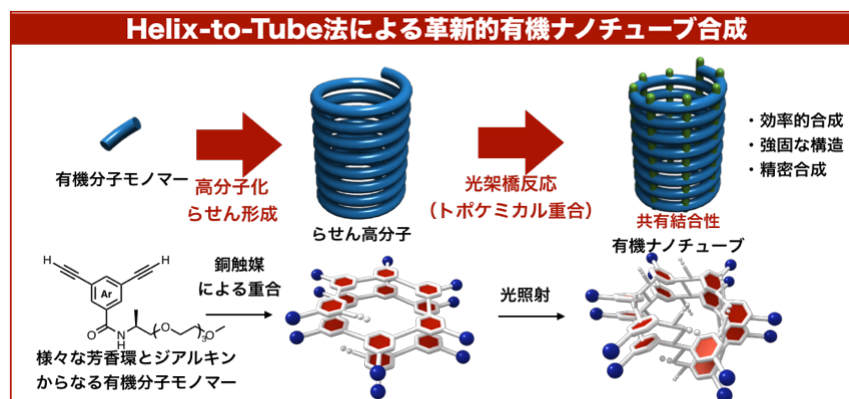 Helix-to-Tube法による革新的有機ナノチューブ合成
有機分子モノマー
高分子化
らせん形成
らせん高分子
光架橋反応
(トポケミカル重合)
・効率的合成
・強固な構造
・精密合成
共有結合性
有機ナノチューブ
H
H
Ar
O
N
H
O
3
O
様々な芳香環とジアルキン
からなる有機分子モノマー
銅触媒
による重合
光照射